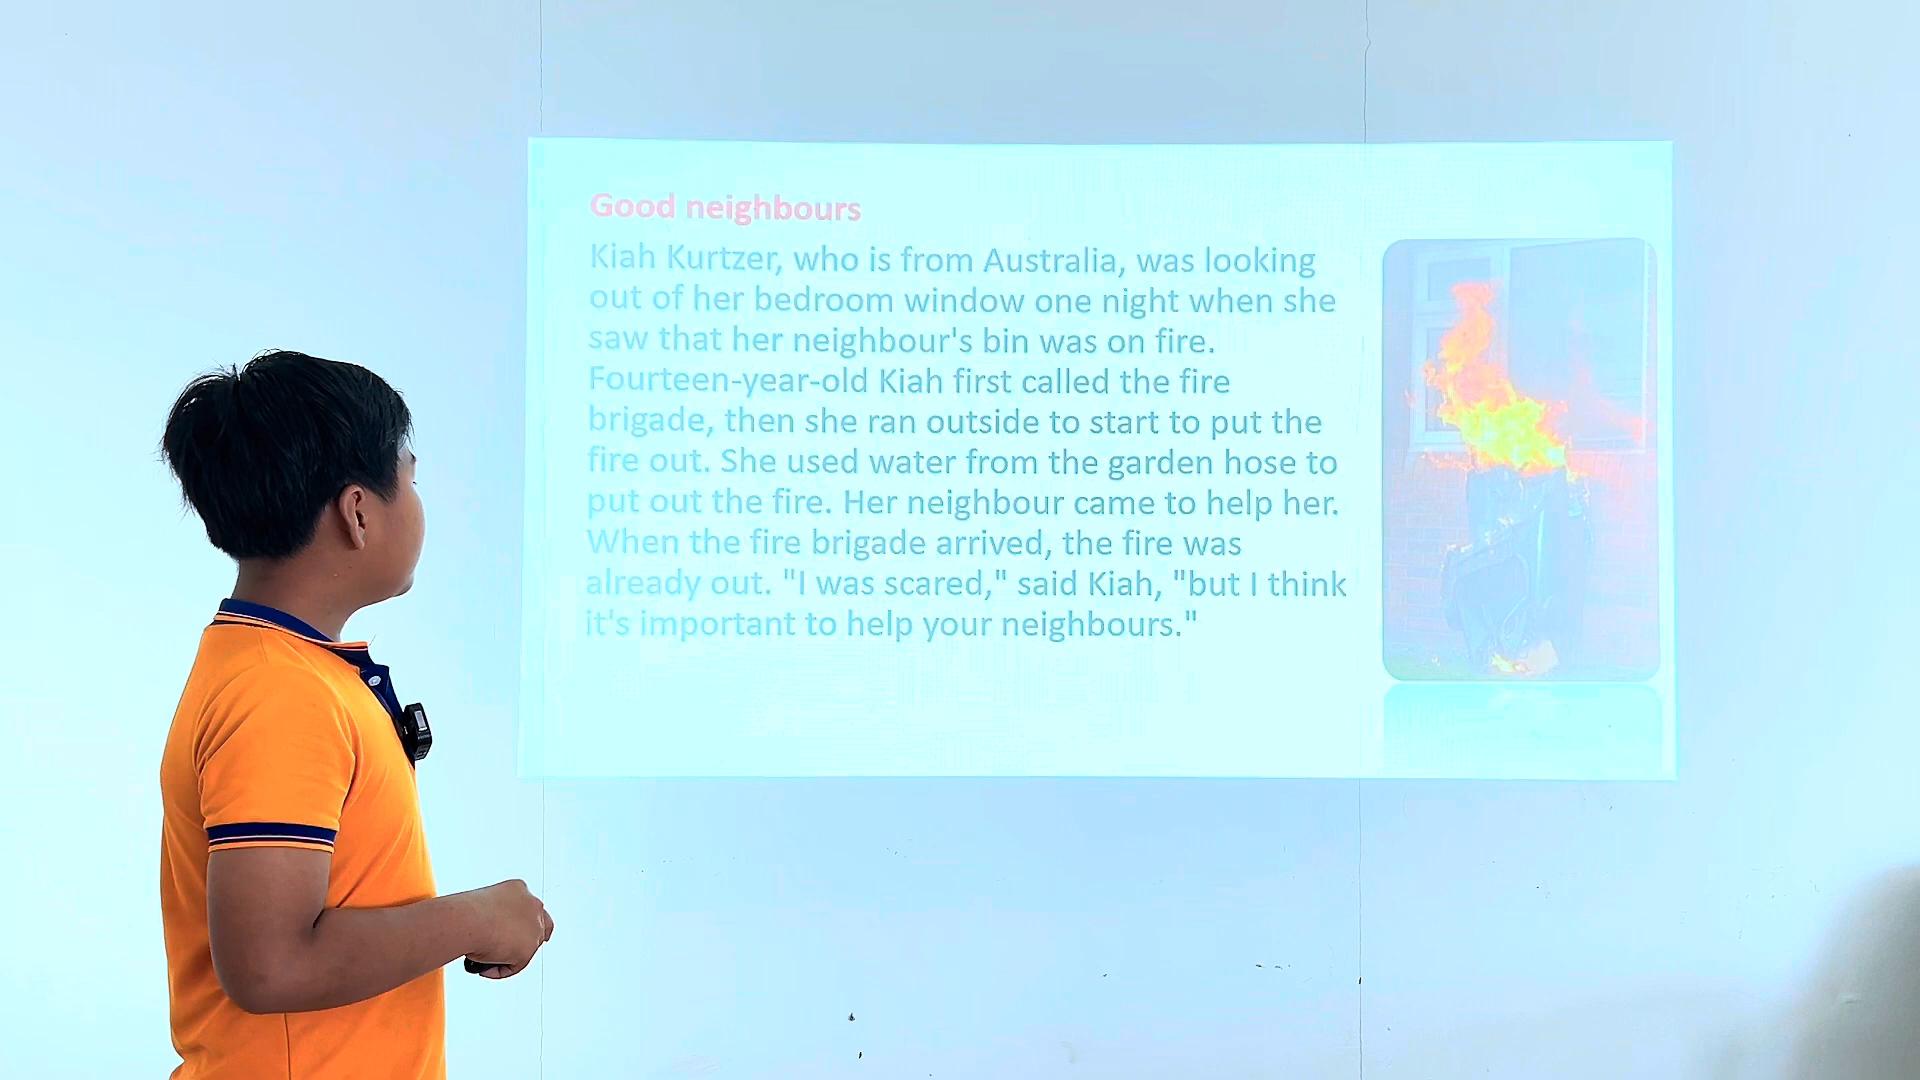 Good neighbours
Kiah Kurtzer, who is from Australia, was looking
out of her bedroom window one night when she
saw that her neighbour's bin was on fire.
Fourteen-year-old Kiah first called the fire
brigade, then she ran outside to start to put the
fire out. She used water from the garden hose to
put out the fire. Her neighbour came to help her.
When the fire brigade arrived, the fire was
already out. "I was scared," said Kiah, "but I think
it's important to help your neighbours."